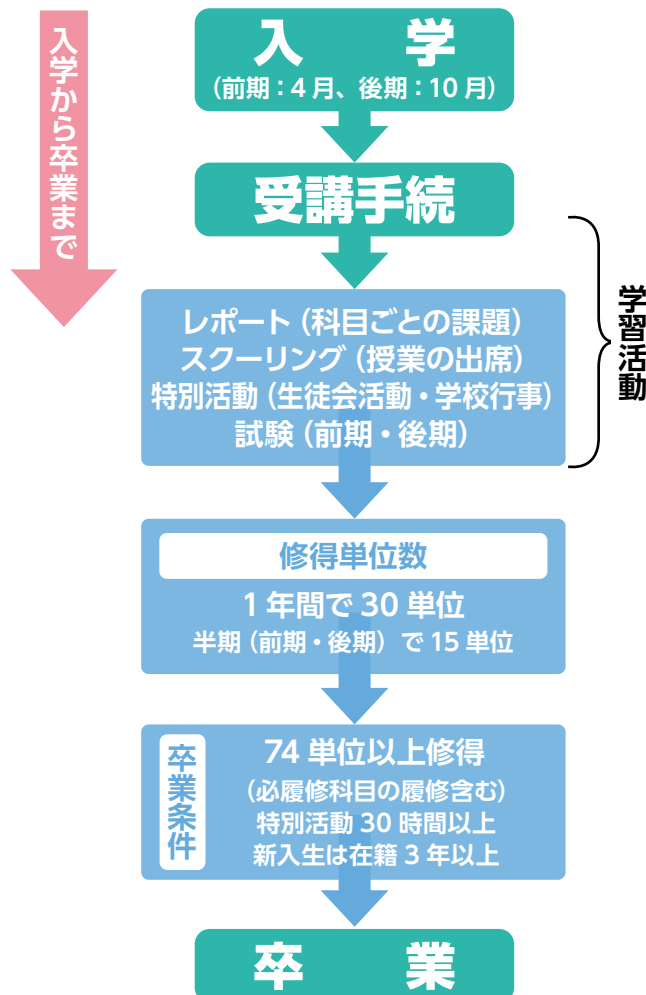 入学から卒業まで
入　学
(前期：4月、後期：10月)
受講手続
レポート(科目ごとの課題)
スクーリング(授業の出席)
特別活動(生徒会活動・学校行事)
試験(前期・後期)
学習活動
修得単位数
1年間で30単位
半期(前期・後期)で15単位
卒業条件
74単位以上修得
(必履修科目の履修含む)
特別活動30時間以上
新入生は在籍3年以上
卒　業